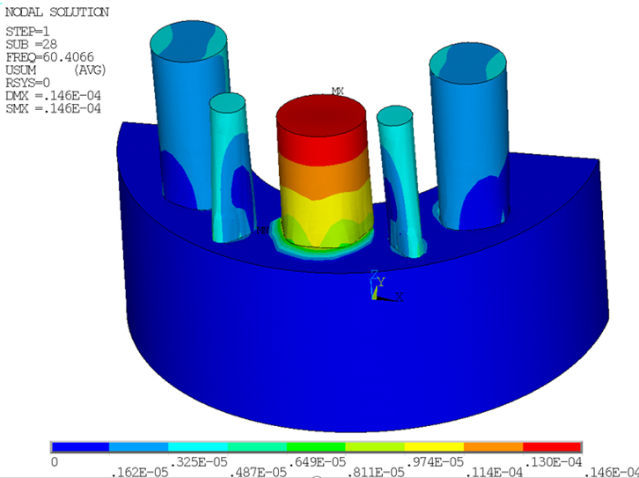 NODAL SOLUTION
STEP=1
SUB =28
FREQ=60.4066
USUM (AVG)
RSYS=0
DMX =.146E-04
SMX =.146E-04
MX
Z
Y
X
0 .325E-05 .649E-05 .974E-05 .130E-04
.162E-05 .487E-05 .811E-05 .114E-04 .146E-04